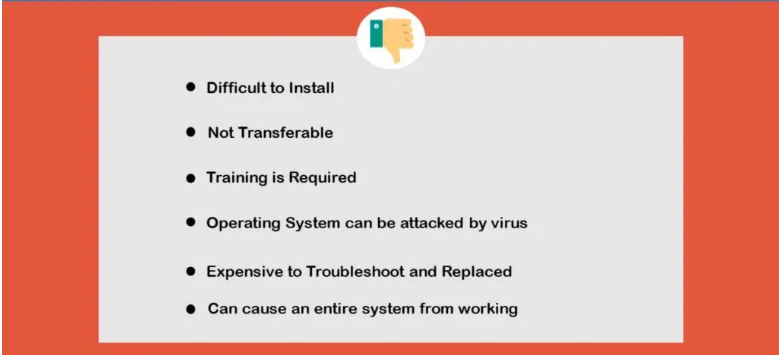 Difficult to Install
Not Transferable
Training is Required
Operating System can be attacked by virus
Expensive to Troubleshoot and Replaced
Can cause an entire system from working